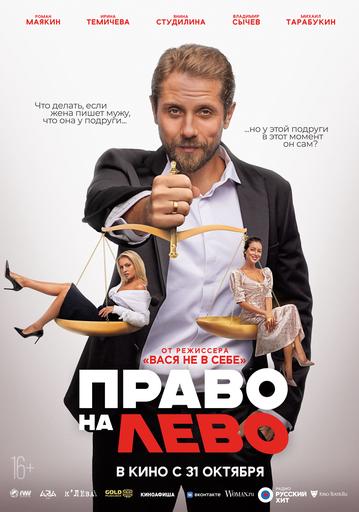 РОМАН
МАЯКИН
ИРИНА
ТЕМИЧЕВА
ЯНИНА
СТУДИЛИНА
ВЛАДИМИР
СЫЧЕВ
МИХАИЛ
ТАРАБУКИН
Что делать, если
жена пишет мужу,
что она у подруги...
...но у этой подруги
в этот момент
он сам?
ОТ РЕЖИССЕРА
«ВАСЯ НЕ В СЕБЕ»
ПРАВО
НА ЛЕВО
16+
В КИНО С 31 ОКТЯБРЯ
GOLD
КИНОАФИША
вконтакте
WOMAN.RU
РАДИО
РУССКИЙ
ХИТ